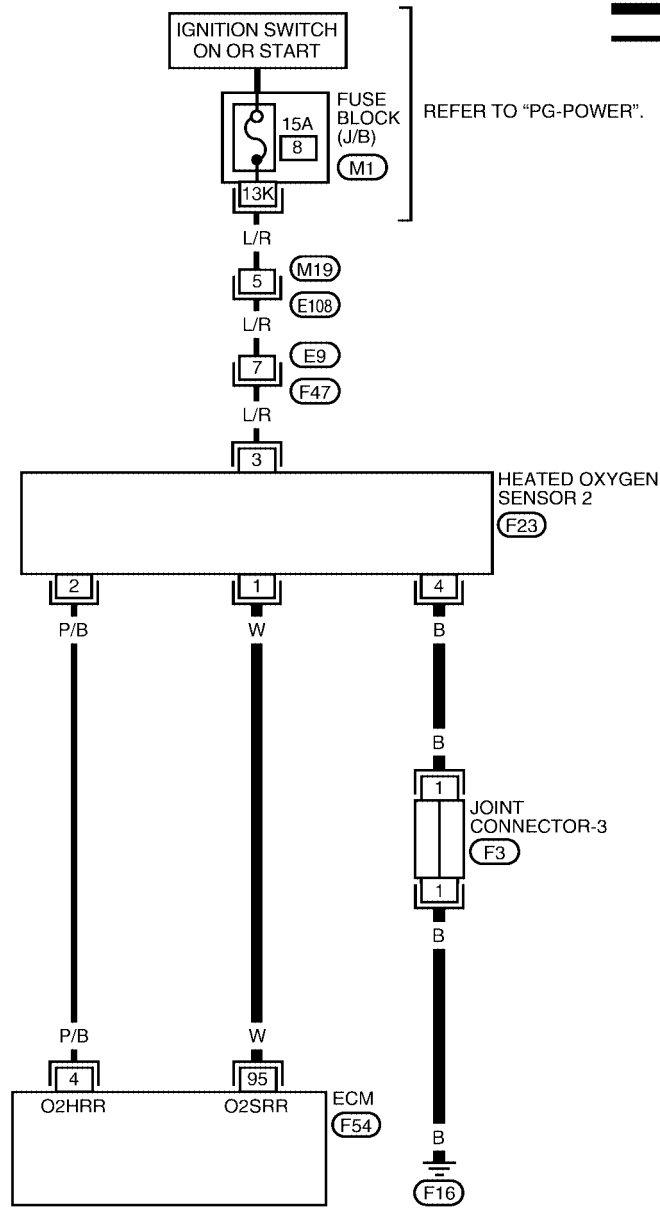 IGNITION SWITCH
ON OR START
FUSE
BLOCK
(J/B)
15A
8
M1
REFER TO “PG-POWER”.
13K
L/R
5
M19
E108
L/R
7
E9
F47
L/R
3
HEATED OXYGEN
SENSOR 2
F23
2
1
4
P/B
W
B
B
1
JOINT
CONNECTOR-3
F3
1
B
P/B
W
4
95
O2HRR
O2SRR
ECM
F54
B
F16